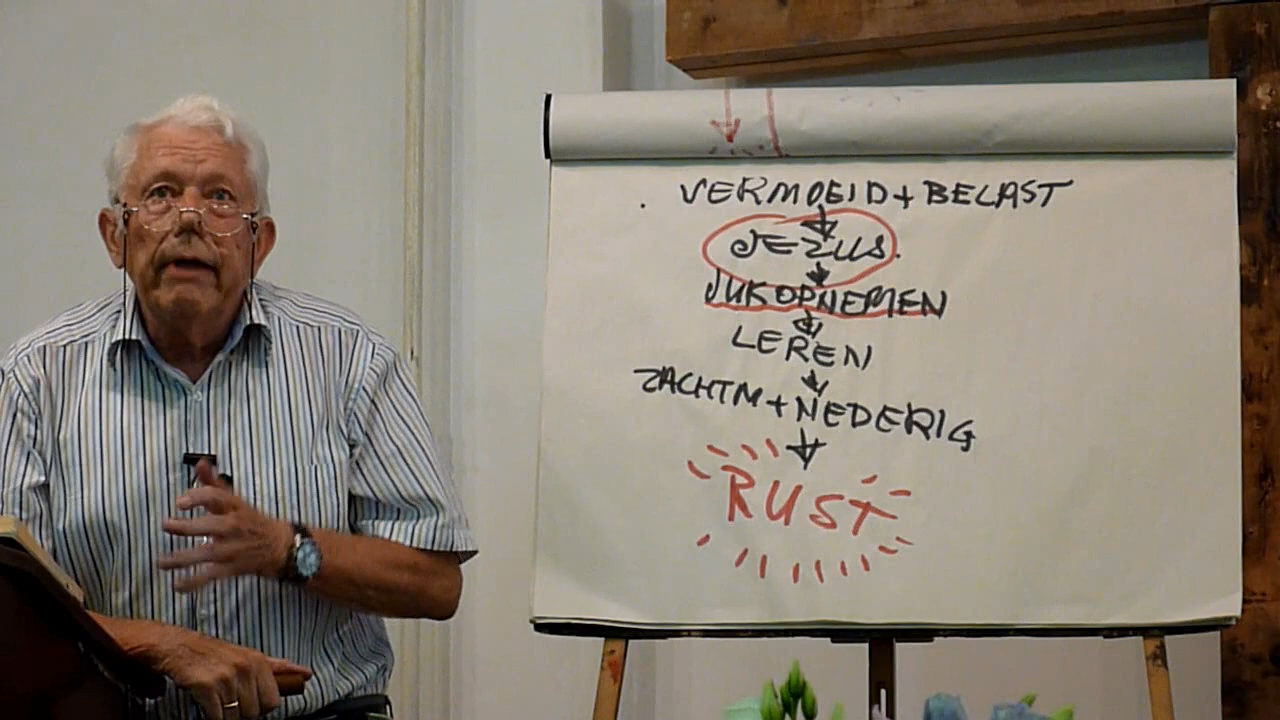 VERMOEID + BELAST
JEZUS.
JUK OPNEMEN
LEREN
ZACHTM + NEDERIG
RUST